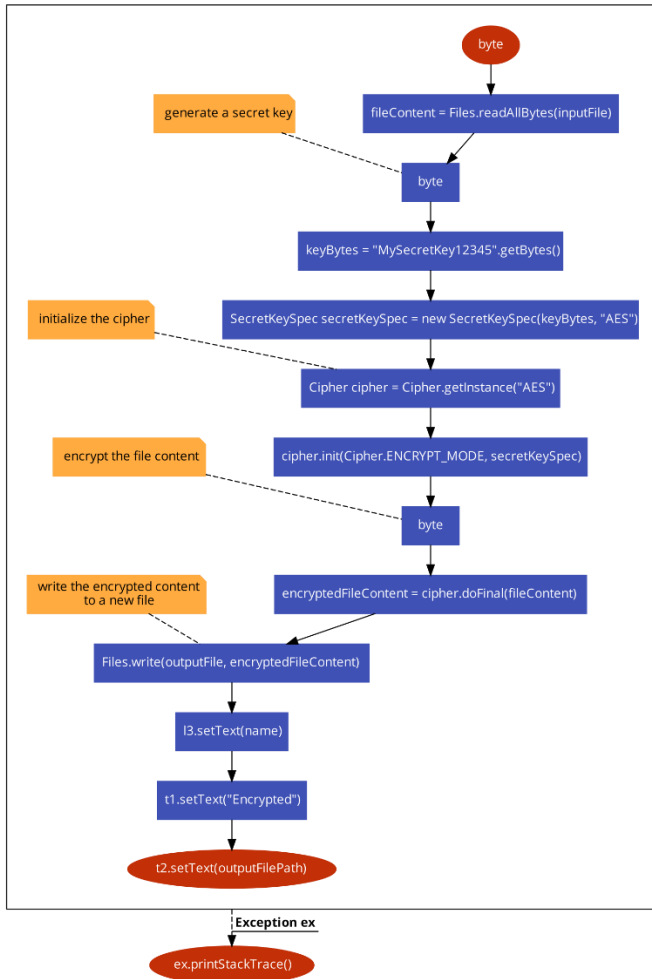 byte
fileContent = Files.readAllBytes(inputFile)
generate a secret key
byte
keyBytes = "MySecretKey12345".getBytes()
SecretKeySpec secretKeySpec = new SecretKeySpec(keyBytes, "AES")
initialize the cipher
Cipher cipher = Cipher.getInstance("AES")
cipher.init(Cipher.ENCRYPT_MODE, secretKeySpec)
encrypt the file content
byte
encryptedFileContent = cipher.doFinal(fileContent)
write the encrypted content
to a new file
Files.write(outputFile, encryptedFileContent)
l3.setText(name)
t1.setText("Encrypted")
t2.setText(outputFilePath)
Exception ex
ex.printStackTrace()